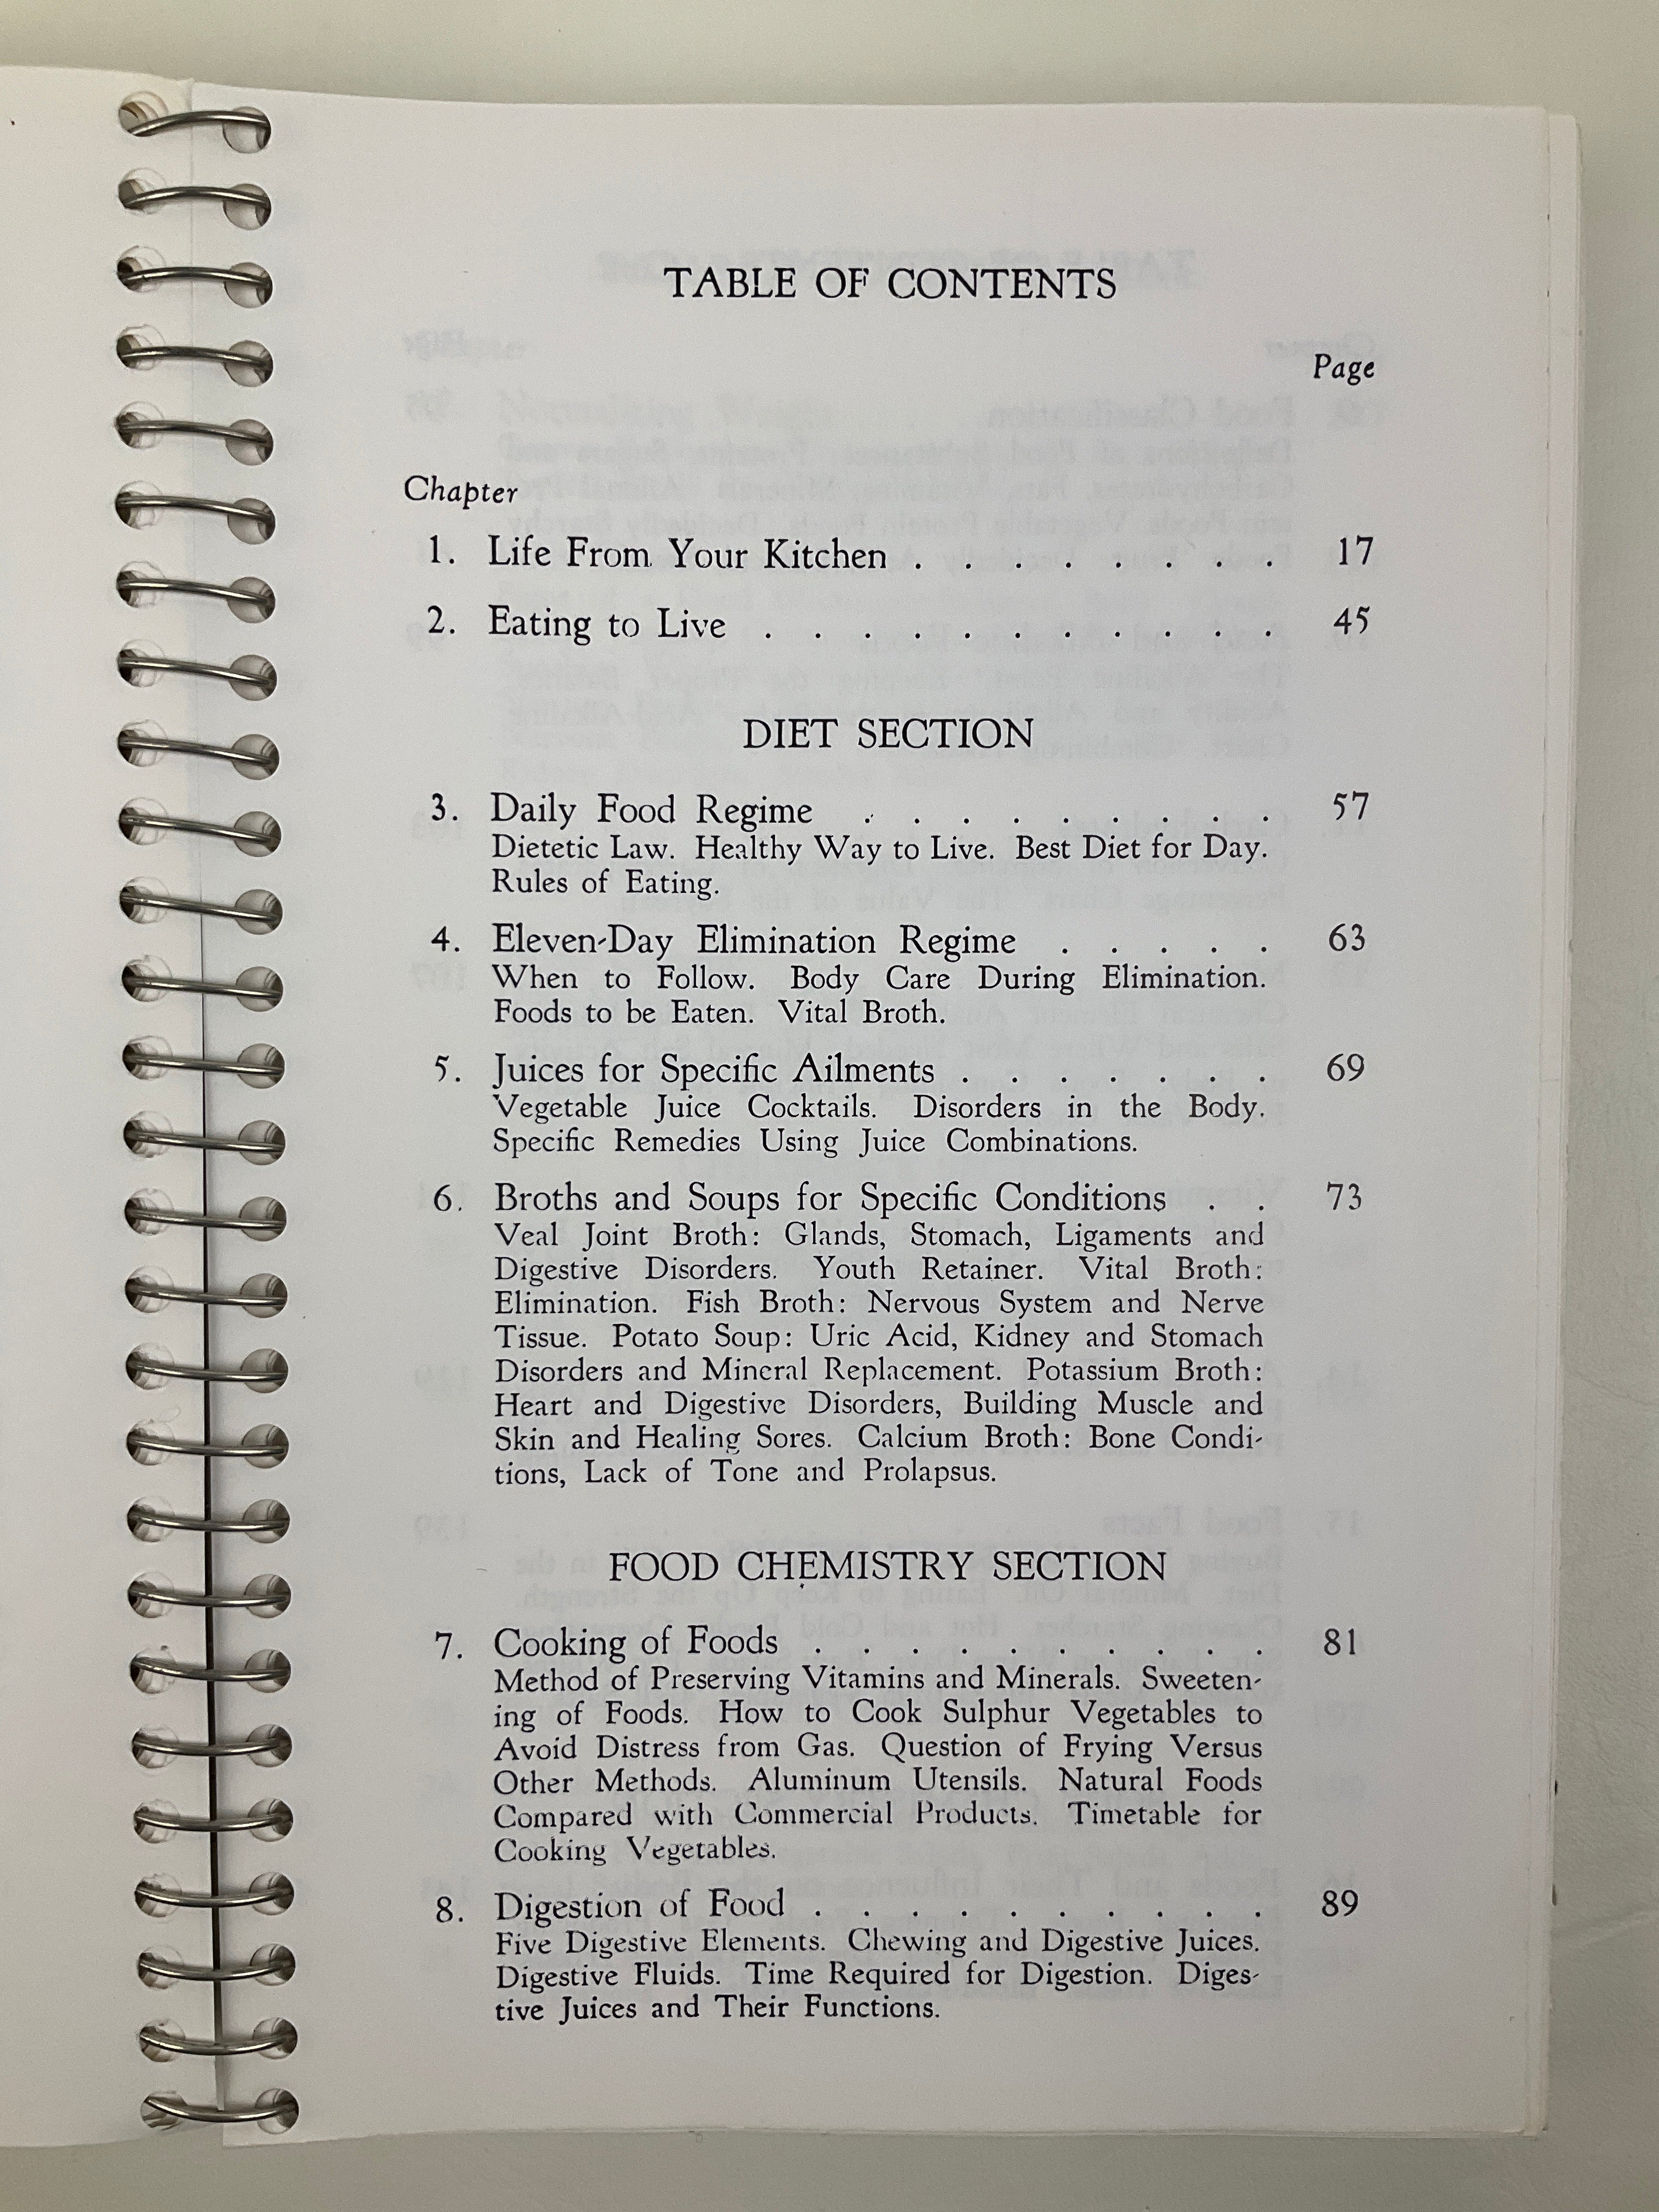 TABLE OF CONTENTS
Page
Chapter
1. Life From Your Kitchen . . . . . . . . 17
2. Eating to Live . . . . . . . . . . . 45
DIET SECTION
3. Daily Food Regime . . . . . . . . . 57
Dietetic Law. Healthy Way to Live. Best Diet for Day.
Rules of Eating.
4. Eleven-Day Elimination Regime . . . . . 63
When to Follow. Body Care During Elimination.
Foods to be Eaten. Vital Broth.
5. Juices for Specific Ailments . . . . . . . 69
Vegetable Juice Cocktails. Disorders in the Body.
Specific Remedies Using Juice Combinations.
6. Broths and Soups for Specific Conditions . . 73
Veal Joint Broth: Glands, Stomach, Ligaments and
Digestive Disorders. Youth Retainer. Vital Broth:
Elimination. Fish Broth: Nervous System and Nerve
Tissue. Potato Soup: Uric Acid, Kidney and Stomach
Disorders and Mineral Replacement. Potassium Broth:
Heart and Digestive Disorders, Building Muscle and
Skin and Healing Sores. Calcium Broth: Bone Condi-
tions, Lack of Tone and Prolapsus.
FOOD CHEMISTRY SECTION
7. Cooking of Foods . . . . . . . . . . 81
Method of Preserving Vitamins and Minerals. Sweeten-
ing of Foods. How to Cook Sulphur Vegetables to
Avoid Distress from Gas. Question of Frying Versus
Other Methods. Aluminum Utensils. Natural Foods
Compared with Commercial Products. Timetable for
Cooking Vegetables.
8. Digestion of Food . . . . . . . . . . 89
Five Digestive Elements. Chewing and Digestive Juices.
Digestive Fluids. Time Required for Digestion. Diges-
tive Juices and Their Functions.